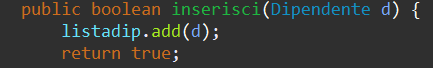 public boolean inserisci(Dipendente d) {
listadip.add(d);
return true;